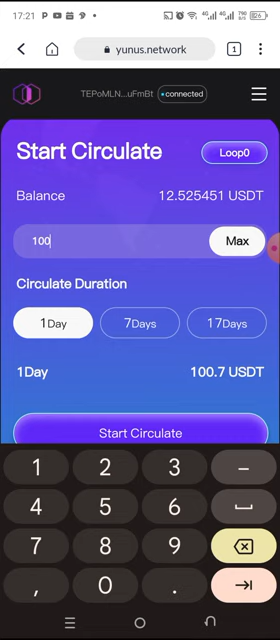 17:21
yunus.network
1
TEPoMLN...uFmBt
connected
Start Circulate
Loop0
Balance
12.525451 USDT
100
Max
Circulate Duration
1Day
7Days
17Days
1Day
100.7 USDT
Start Circulate
1 2 3 –
4 5 6
7 8 9
, 0 .